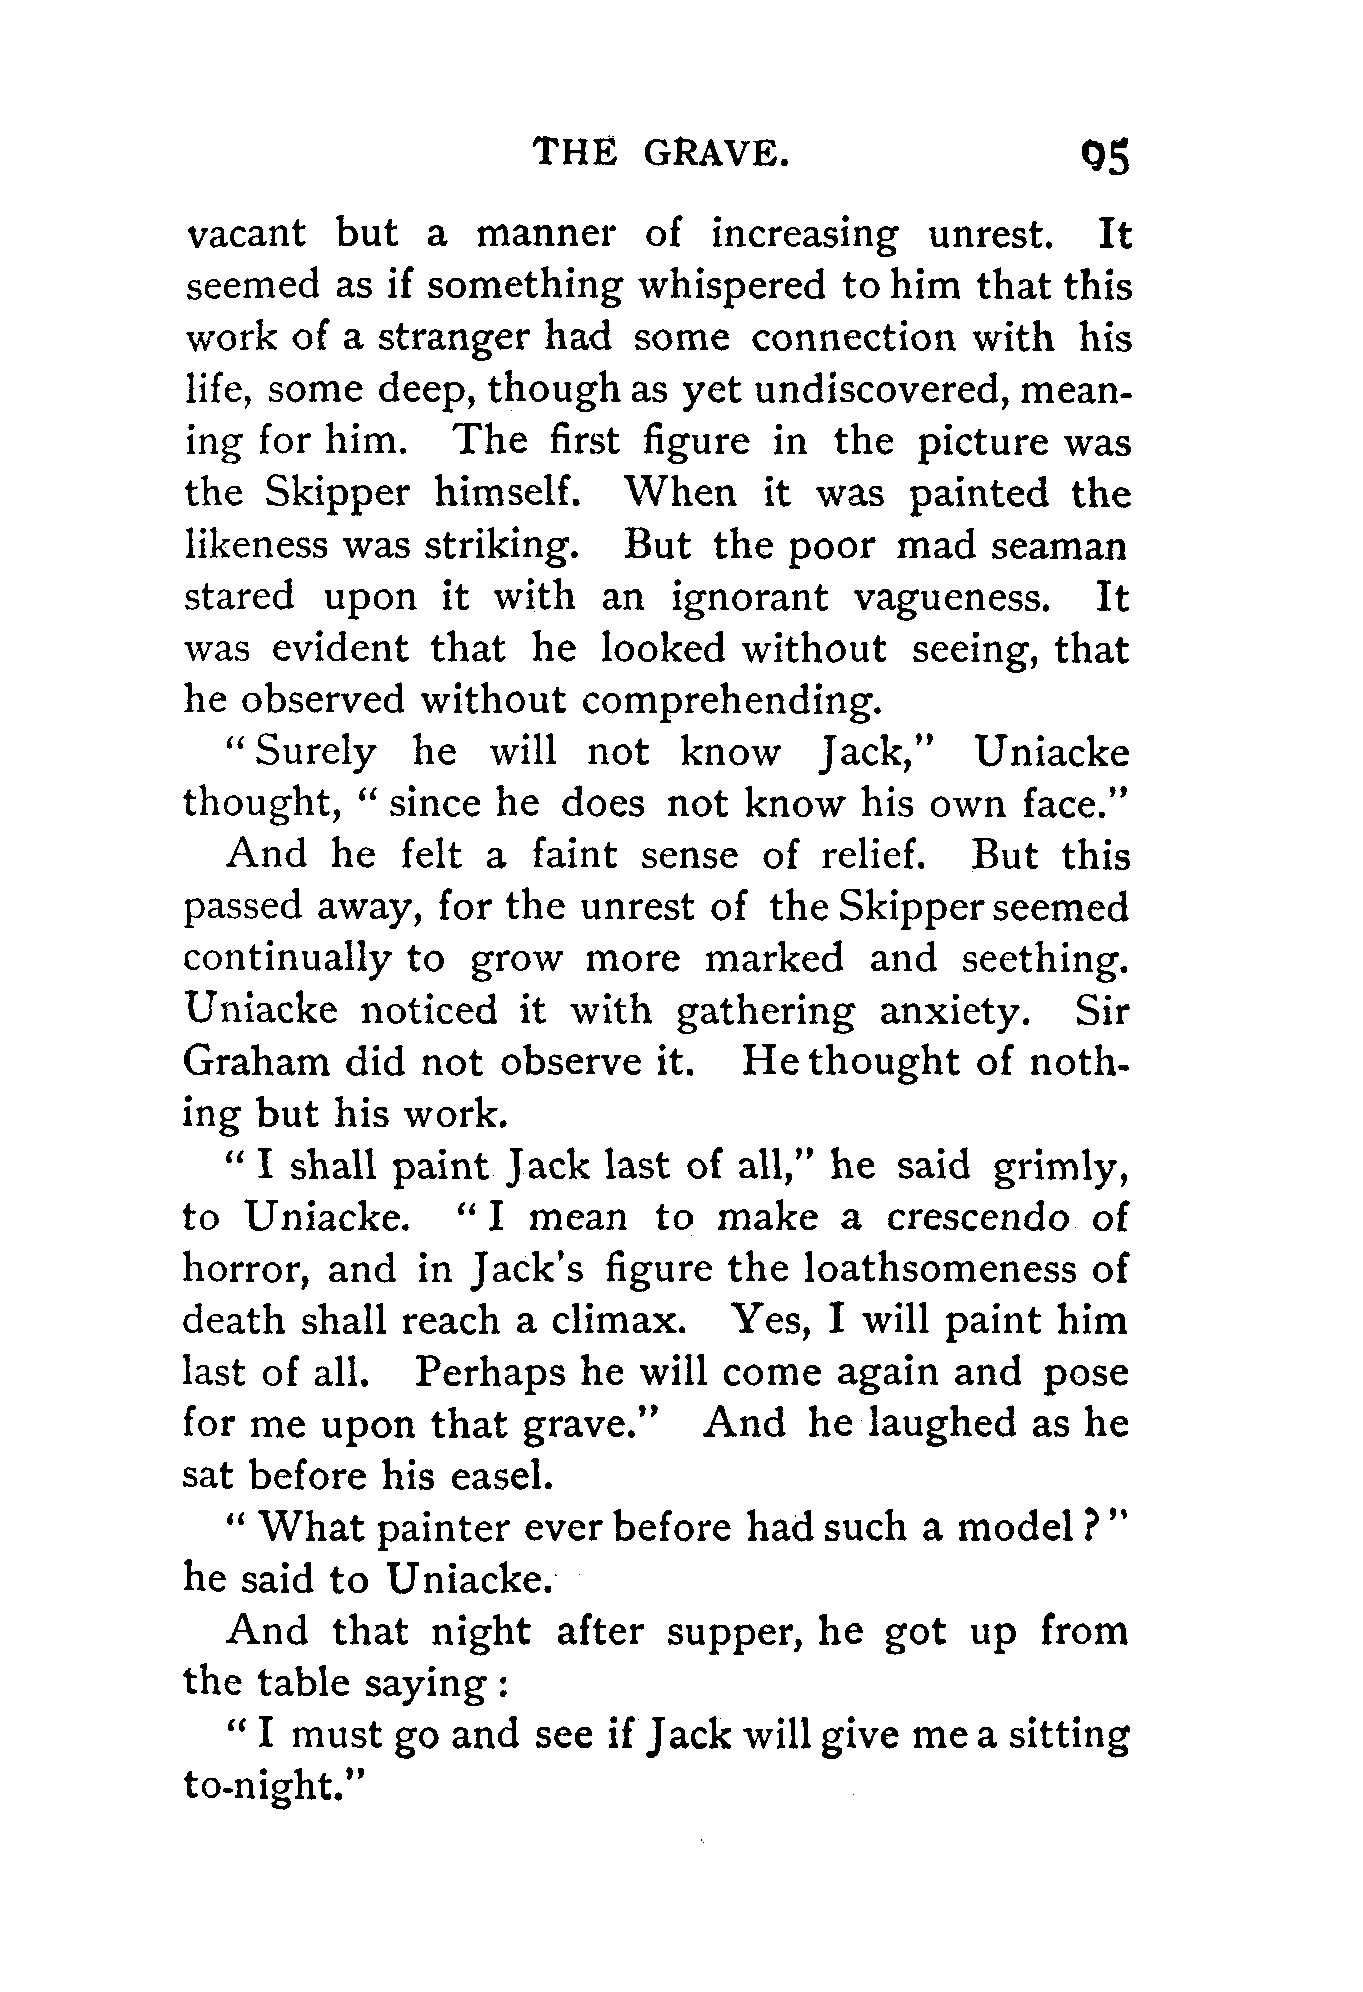 THE GRAVE. 95
vacant but a manner of increasing unrest. It
seemed as if something whispered to him that this
work of a stranger had some connection with his
life, some deep, though as yet undiscovered, mean-
ing for him. The first figure in the picture was
the Skipper himself. When it was painted the
likeness was striking. But the poor mad seaman
stared upon it with an ignorant vagueness. It
was evident that he looked without seeing, that
he observed without comprehending.
" Surely he will not know Jack," Uniacke
thought, " since he does not know his own face."
And he felt a faint sense of relief. But this
passed away, for the unrest of the Skipper seemed
continually to grow more marked and seething.
Uniacke noticed it with gathering anxiety. Sir
Graham did not observe it. He thought of noth-
ing but his work.
" I shall paint Jack last of all," he said grimly,
to Uniacke. " I mean to make a crescendo of
horror, and in Jack's figure the loathsomeness of
death shall reach a climax. Yes, I will paint him
last of all. Perhaps he will come again and pose
for me upon that grave." And he laughed as he
sat before his easel.
" What painter ever before had such a model ? "
he said to Uniacke.
And that night after supper, he got up from
the table saying :
" I must go and see if Jack will give me a sitting
to-night."